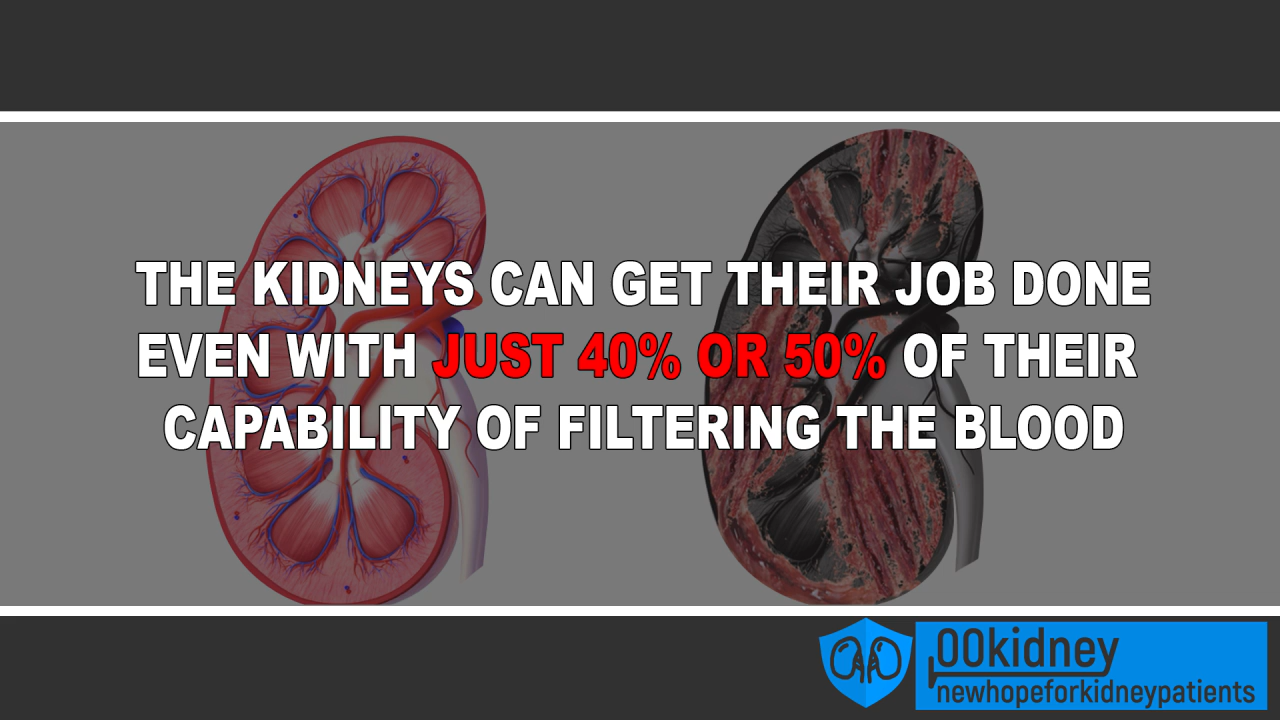 THE KIDNEYS CAN GET THEIR JOB DONE
EVEN WITH JUST 40% OR 50% OF THEIR
CAPABILITY OF FILTERING THE BLOOD
00kidney
newhopeforkidneypatients